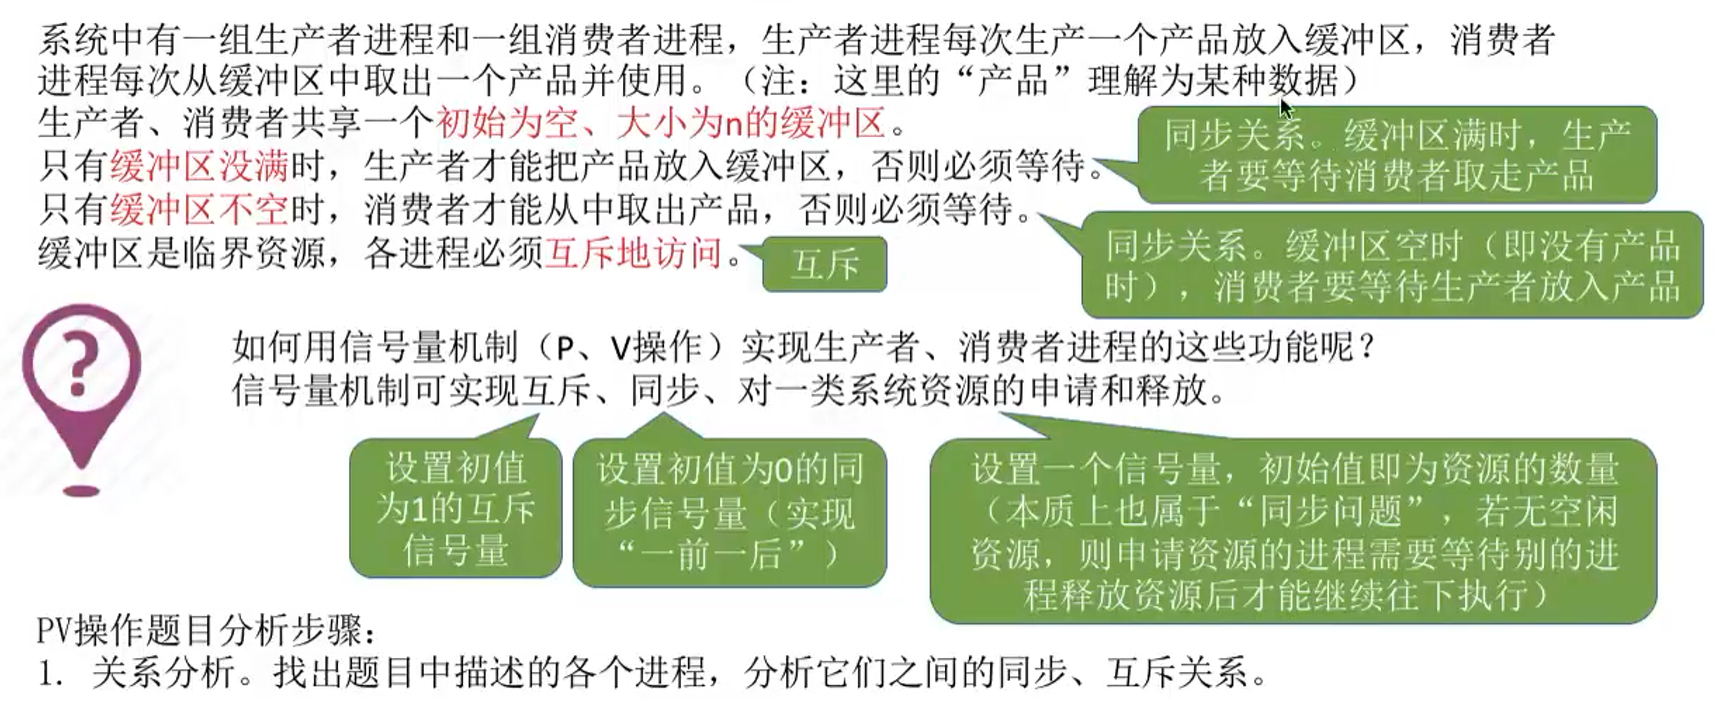 系统中有一组生产者进程和一组消费者进程，生产者进程每次生产一个产品放入缓冲区，消费者
进程每次从缓冲区中取出一个产品并使用。（注：这里的“产品”理解为某种数据）
生产者、消费者共享一个初始为空、大小为n的缓冲区。
只有缓冲区没满时，生产者才能把产品放入缓冲区，否则必须等待。
同步关系。缓冲区满时，生产
者要等待消费者取走产品
只有缓冲区不空时，消费者才能从中取出产品，否则必须等待。
同步关系。缓冲区空时（即没有产品
时），消费者要等待生产者放入产品
缓冲区是临界资源，各进程必须互斥地访问。
互斥
?
如何用信号量机制（P、V操作）实现生产者、消费者进程的这些功能呢？
信号量机制可实现互斥、同步、对一类系统资源的申请和释放。
设置初值
为1的互斥
信号量
设置初值为0的同
步信号量（实现
“一前一后”）
设置一个信号量，初始值即为资源的数量
（本质上也属于“同步问题”，若无空闲
资源，则申请资源的进程需要等待别的进
程释放资源后才能继续往下执行）
PV操作题目分析步骤：
1. 关系分析。找出题目中描述的各个进程，分析它们之间的同步、互斥关系。